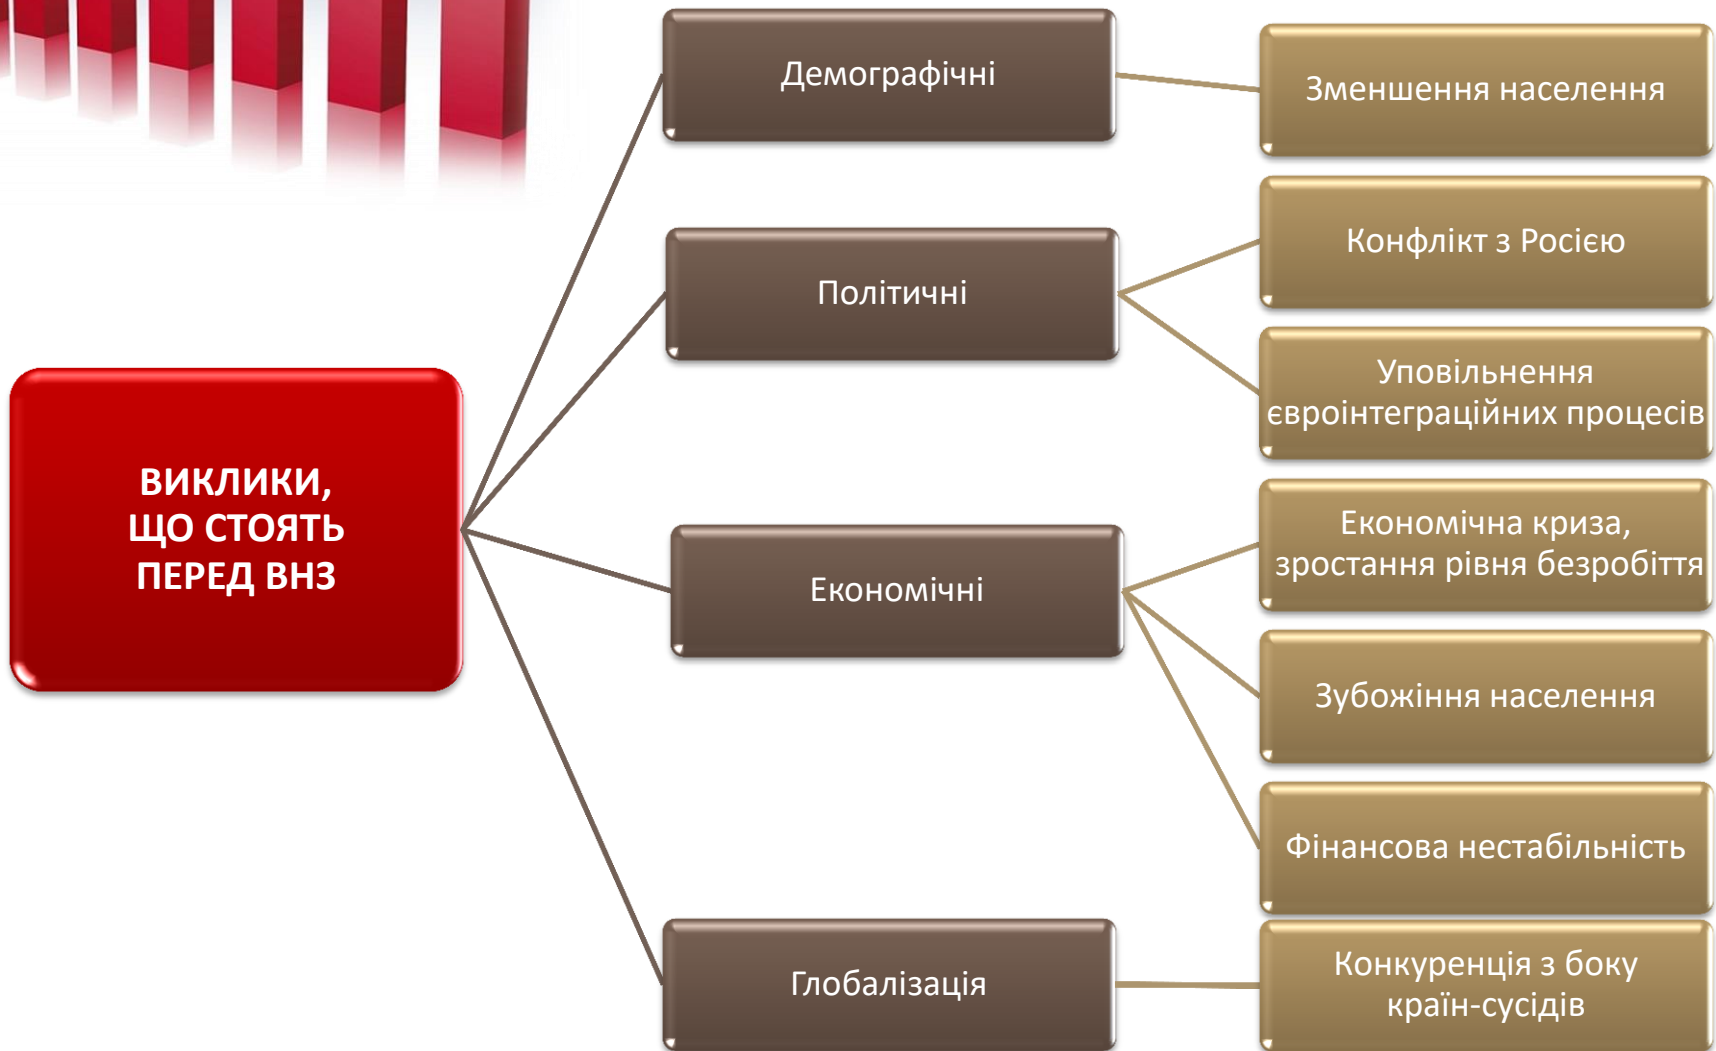 ВИКЛИКИ,
ЩО СТОЯТЬ
ПЕРЕД ВНЗ
Демографічні
Зменшення населення
Політичні
Конфлікт з Росією
Уповільнення
євроінтеграційних процесів
Економічні
Економічна криза,
зростання рівня безробіття
Зубожіння населення
Фінансова нестабільність
Глобалізація
Конкуренція з боку
країн-сусідів